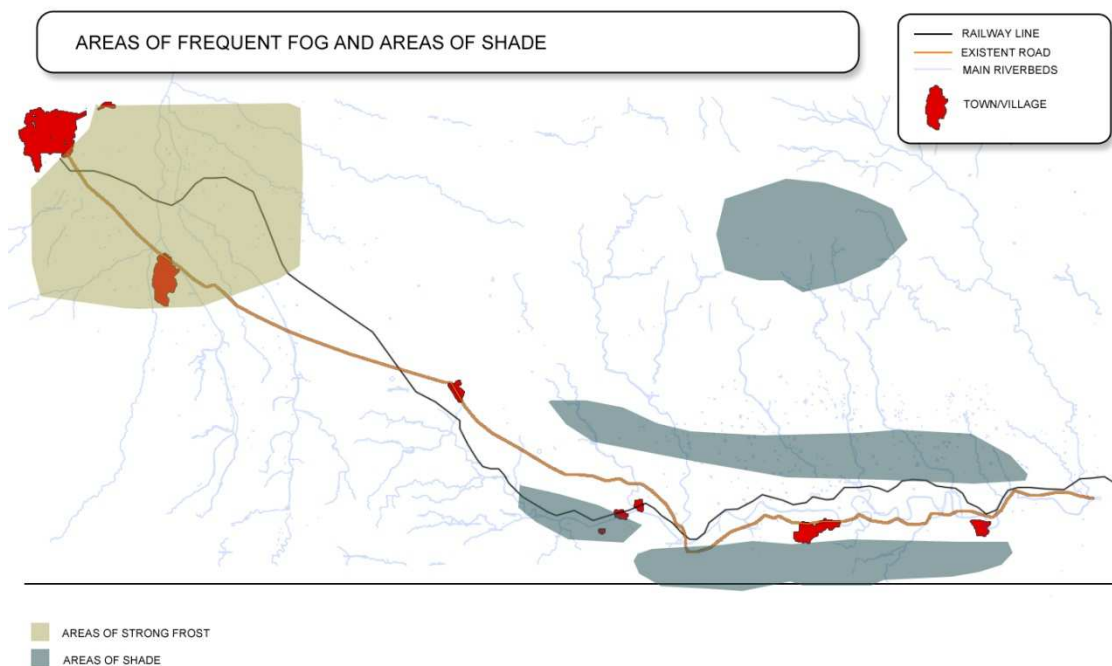 AREAS OF FREQUENT FOG AND AREAS OF SHADE
RAILWAY LINE
EXISTENT ROAD
MAIN RIVERBEDS
TOWN/VILLAGE
AREAS OF STRONG FROST
AREAS OF SHADE